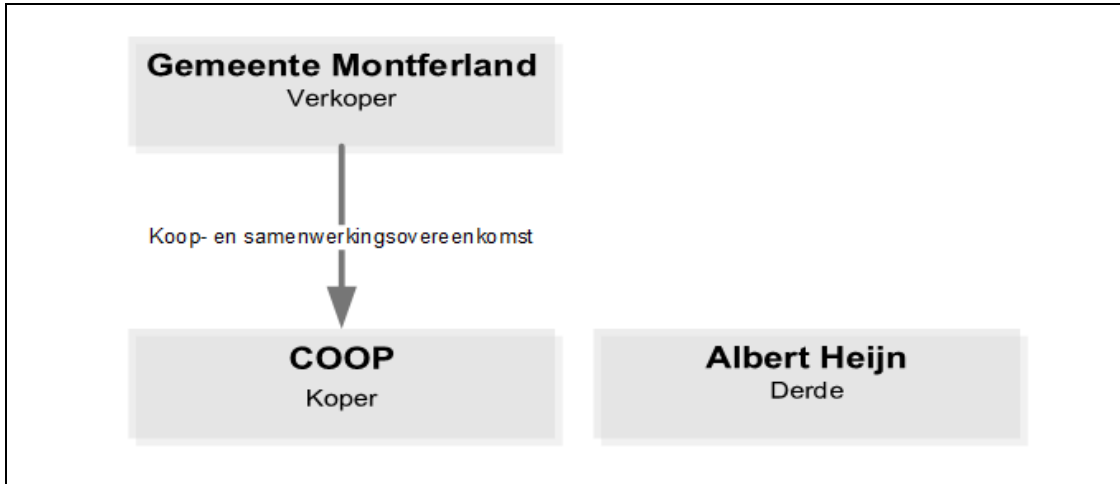 Gemeente Montferland
Verkoper
Koop- en samenwerkingsovereenkomst
COOP
Koper
Albert Heijn
Derde